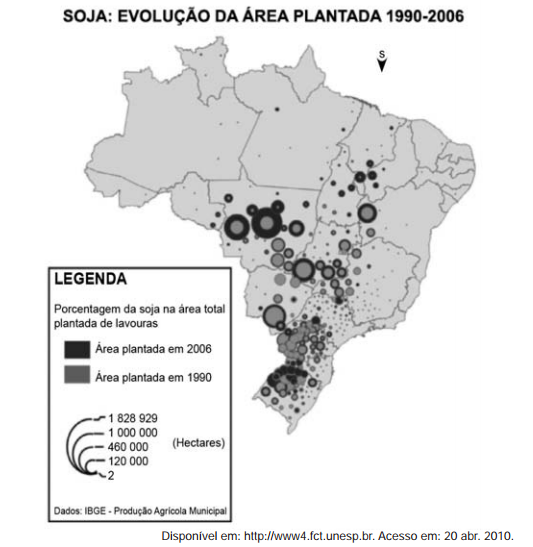 SOJA: EVOLUÇÃO DA ÁREA PLANTADA 1990-2006
S
LEGENDA
Porcentagem da soja na área total
plantada de lavouras
Área plantada em 2006
Área plantada em 1990
1 828 929
1 000 000
460 000
120 000
2
(Hectares)
Dados: IBGE - Produção Agrícola Municipal
Disponível em: http://www4.fct.unesp.br. Acesso em: 20 abr. 2010.